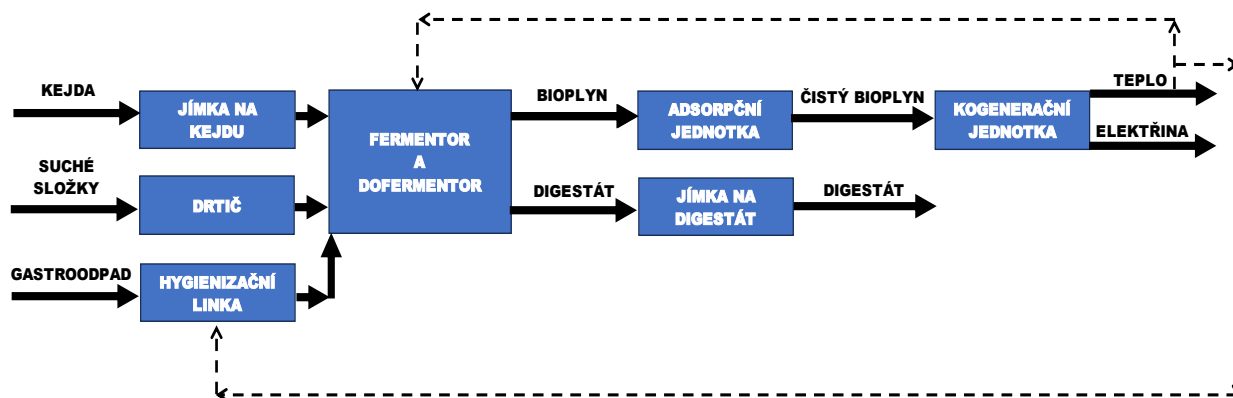 KEJDA
JÍMKA NA
KEJDU
SUCHÉ
SLOŽKY
DRTIČ
GASTROODPAD
HYGIENIZAČNÍ
LINKA
FERMENTOR
A
DOFERMENTOR
BIOPLYN
ADSORPČNÍ
JEDNOTKA
ČISTÝ BIOPLYN
KOGENERAČNÍ
JEDNOTKA
TEPLO
ELEKTŘINA
DIGESTÁT
JÍMKA NA
DIGESTÁT
DIGESTÁT